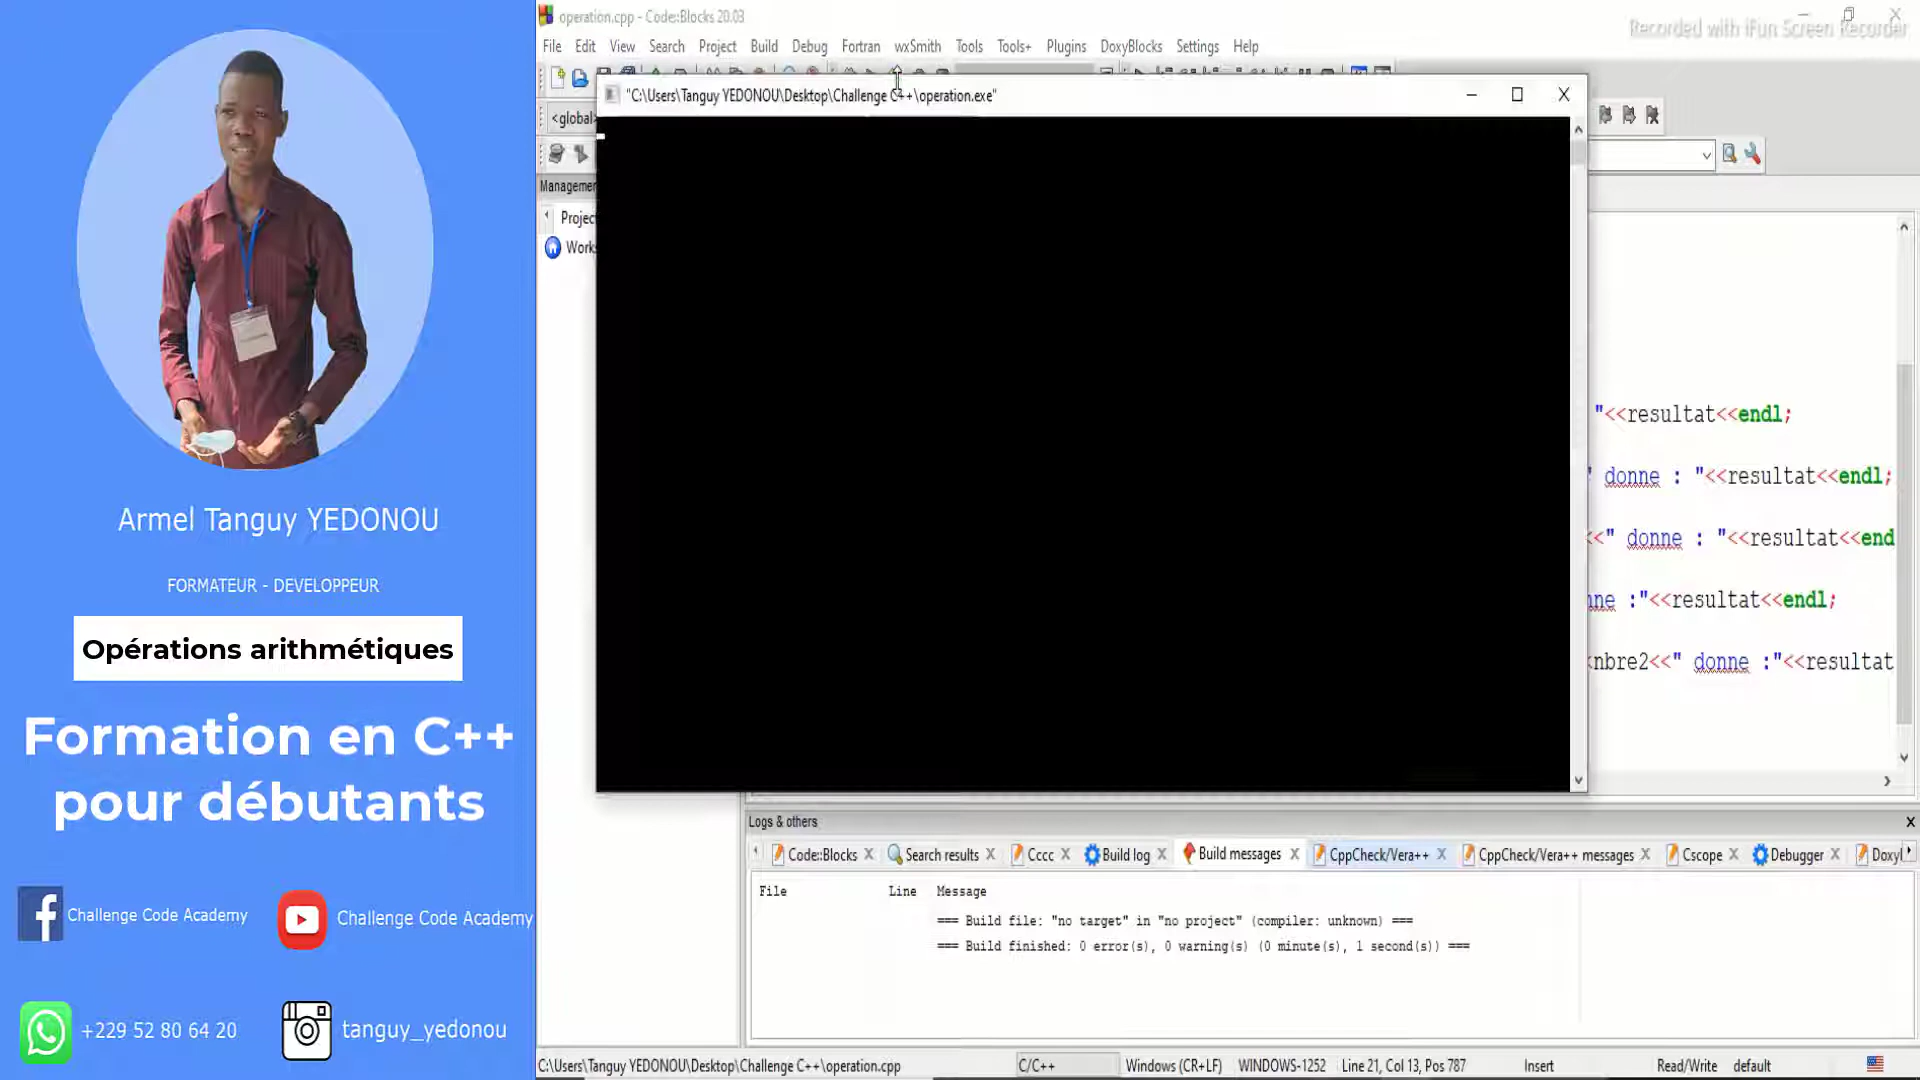 Armel Tanguy YEDONOU
FORMATEUR - DEVELOPPEUR
Opérations arithmétiques
Formation en C++
pour débutants
Challenge Code Academy
Challenge Code Academy
+229 52 80 64 20
tanguy_yedonou
operation.cpp - Code::Blocks 20.03
Recorded with iFun Screen Recorder
File Edit View Search Project Build Debug Fortran wxSmith Tools Tools+ Plugins DoxyBlocks Settings Help
"C:\Users\Tanguy YEDONOU\Desktop\Challenge C++\operation.exe"
<global>
Projec
Works
"<<resultat<<endl;
" donne : "<<resultat<<endl;
<<" donne : "<<resultat<<end
nne :"<<resultat<<endl;
nbre2<<" donne :"<<resultat
Logs & others
Code::Blocks Search results Cccc Build log Build messages CppCheck/Vera++ CppCheck/Vera++ messages Cscope Debugger Doxyl
File Line Message
=== Build file: "no target" in "no project" (compiler: unknown) ===
=== Build finished: 0 error(s), 0 warning(s) (0 minute(s), 1 second(s)) ===
C:\Users\Tanguy YEDONOU\Desktop\Challenge C++\operation.cpp C/C++ Windows (CR+LF) WINDOWS-1252 Line 21, Col 13, Pos 787 Insert Read/Write default